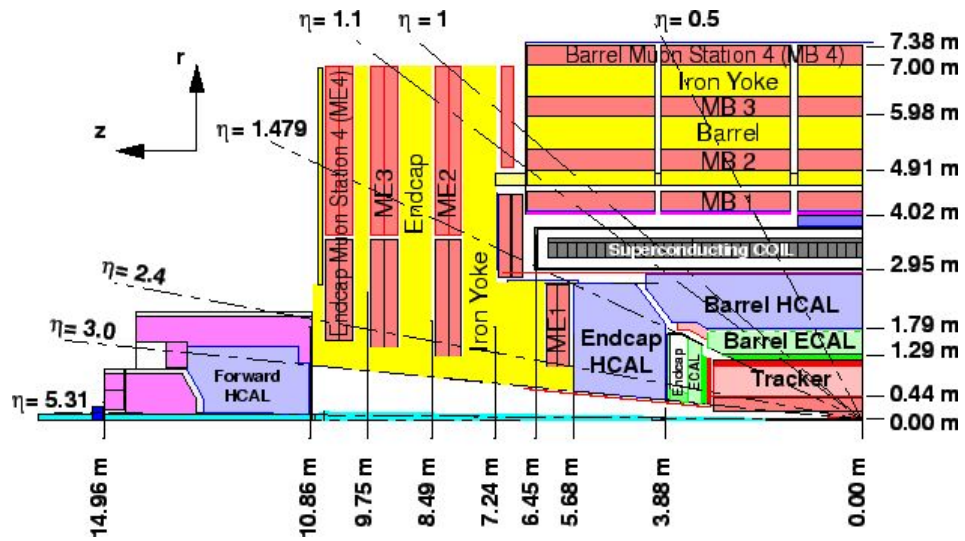 η = 1.1
η = 1
η = 0.5
r
z
7.38 m
Barrel Muon Station 4 (MB 4)
7.00 m
Iron Yoke
5.98 m
MB 3
η = 1.479
Barrel
4.91 m
MB 2
Endcap Muon Station 4 (ME4)
ME3
Endcap
ME2
Iron Yoke
MB 1
4.02 m
Superconducting COIL
2.95 m
η= 2.4
Barrel HCAL
η= 3.0
ME1
Endcap
HCAL
1.79 m
Barrel ECAL
1.29 m
Endcap
ECAL
Tracker
Forward
HCAL
0.44 m
η= 5.31
0.00 m
14.96 m
10.86 m
9.75 m
8.49 m
7.24 m
6.45 m
5.68 m
3.88 m
0.00 m